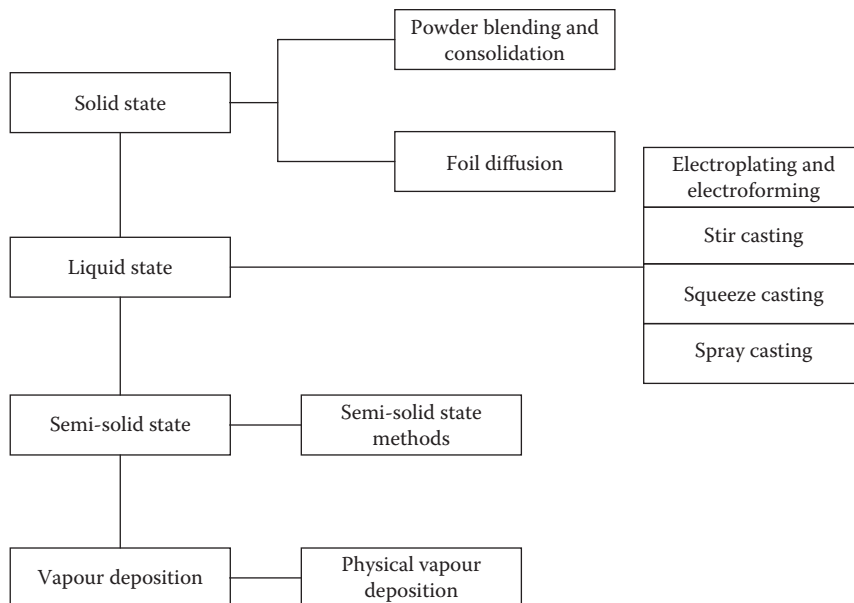 Powder blending and
consolidation
Solid state
Foil diffusion
Electroplating and
electroforming
Stir casting
Liquid state
Squeeze casting
Spray casting
Semi-solid state
Semi-solid state
methods
Vapour deposition
Physical vapour
deposition